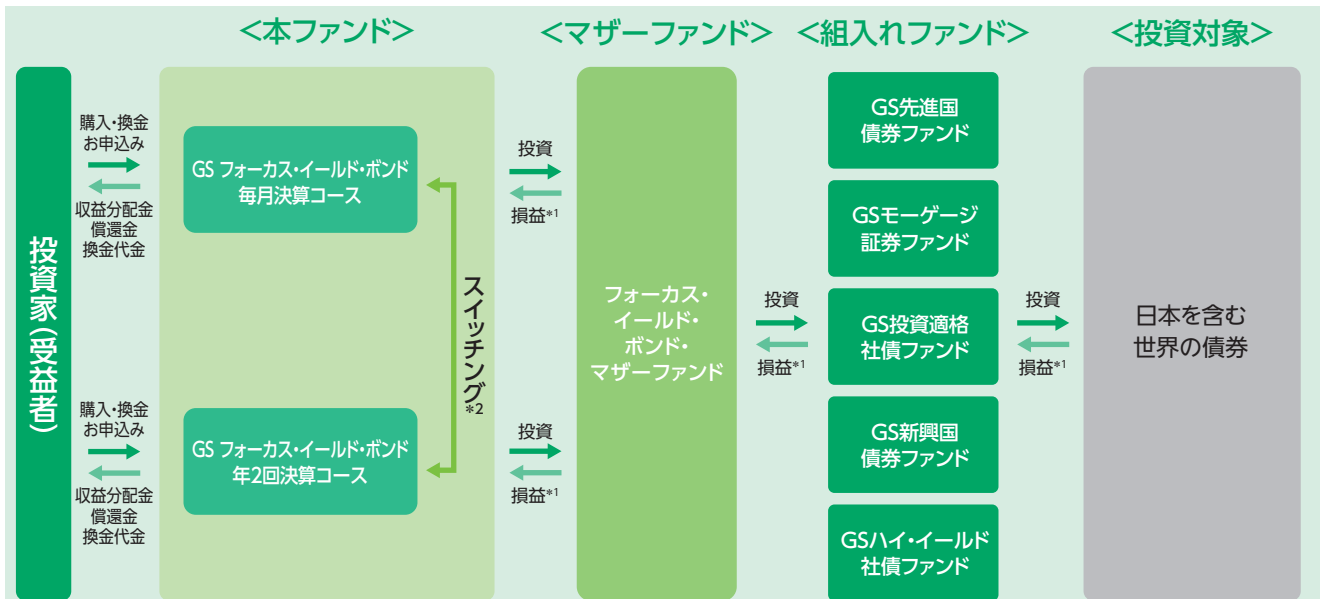 <本ファンド>
<マザーファンド>
<組入れファンド>
<投資対象>
投資家(受益者)
購入・換金
お申込み
収益分配金
償還金
換金代金
GS フォーカス・イールド・ボンド
毎月決算コース
投資
損益*1
スイッチング*2
購入・換金
お申込み
収益分配金
償還金
換金代金
GS フォーカス・イールド・ボンド
年2回決算コース
投資
損益*1
フォーカス・
イールド・
ボンド・
マザーファンド
投資
損益*1
GS先進国
債券ファンド
GSモーゲージ
証券ファンド
GS投資適格
社債ファンド
GS新興国
債券ファンド
GSハイ・イールド
社債ファンド
投資
損益*1
日本を含む
世界の債券